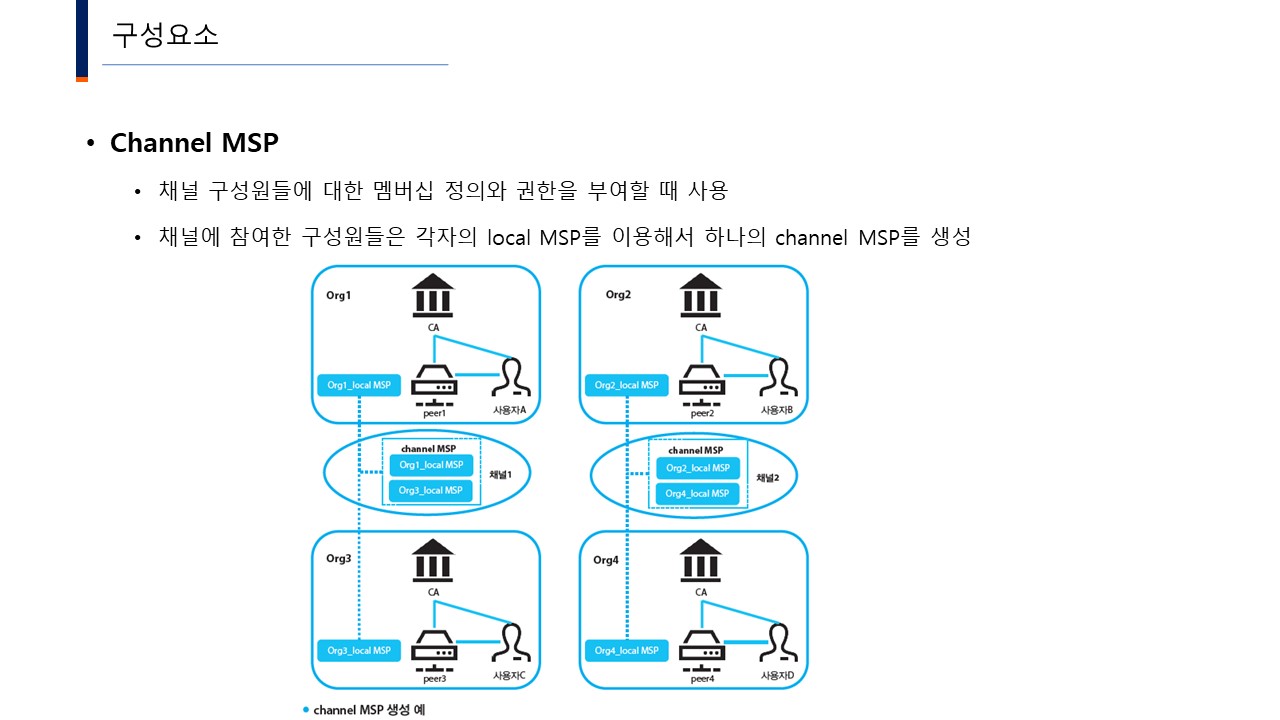 구성요소
• Channel MSP
• 채널 구성원들에 대한 멤버십 정의와 권한을 부여할 때 사용
• 채널에 참여한 구성원들은 각자의 local MSP를 이용해서 하나의 channel MSP를 생성
Org1
CA
Org1_local MSP
peer1
사용자A
Org2
CA
Org2_local MSP
peer2
사용자B
channel MSP
Org1_local MSP
Org3_local MSP
채널1
channel MSP
Org2_local MSP
Org4_local MSP
채널2
Org3
CA
Org3_local MSP
peer3
사용자C
Org4
CA
Org4_local MSP
peer4
사용자D
• channel MSP 생성 예